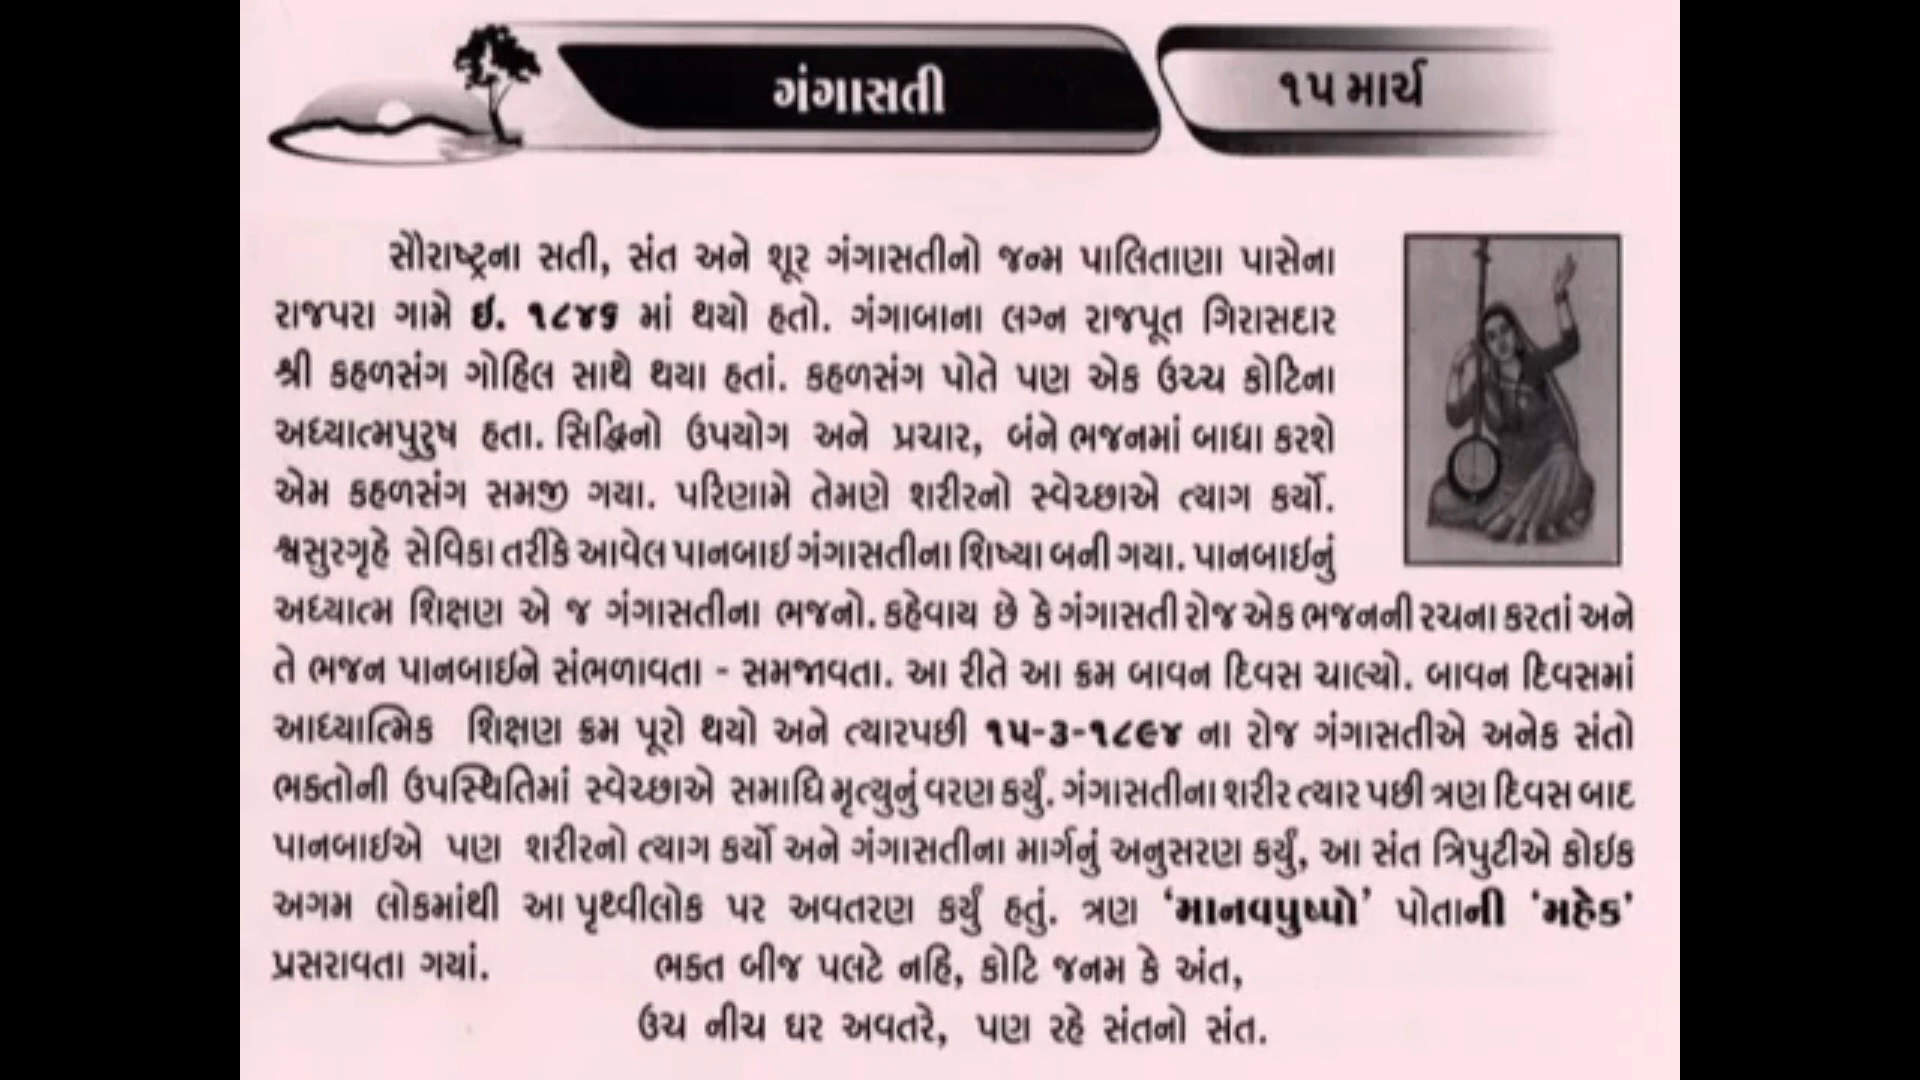 ગંગાસતી
૧૫ માર્ચ
સૌરાષ્ટ્રના સતી, સંત અને શૂર ગંગાસતીનો જન્મ પાલિતાણા પાસેના
રાજપરા ગામે ઈ. ૧૮૪૬ માં થયો હતો. ગંગાબાના લગ્ન રાજપૂત ગિરાસદાર
શ્રી કહળસંગ ગોહિલ સાથે થયા હતાં. કહળસંગ પોતે પણ એક ઉચ્ચ કોટિના
અધ્યાત્મપુરુષ હતા. સિદ્ધિનો ઉપયોગ અને પ્રચાર, બંને ભજનમાં બાધા કરશે
એમ કહળસંગ સમજી ગયા. પરિણામે તેમણે શરીરનો સ્વેચ્છાએ ત્યાગ કર્યો.
શ્વસુરગૃહે સેવિકા તરીકે આવેલ પાનબાઈ ગંગાસતીના શિષ્યા બની ગયા. પાનબાઈનું
અધ્યાત્મ શિક્ષણ એ જ ગંગાસતીના ભજનો. કહેવાય છે કે ગંગાસતી રોજ એક ભજનની રચના કરતાં અને
તે ભજન પાનબાઈને સંભળાવતા - સમજાવતા. આ રીતે આ ક્રમ બાવન દિવસ ચાલ્યો. બાવન દિવસમાં
આધ્યાત્મિક શિક્ષણ ક્રમ પૂરો થયો અને ત્યારપછી ૧૫-૩-૧૮૯૪ ના રોજ ગંગાસતીએ અનેક સંતો
ભક્તોની ઉપસ્થિતિમાં સ્વેચ્છાએ સમાધિ મૃત્યુનું વરણ કર્યું. ગંગાસતીના શરીર ત્યાર પછી ત્રણ દિવસ બાદ
પાનબાઈએ પણ શરીરનો ત્યાગ કર્યો અને ગંગાસતીના માર્ગનું અનુસરણ કર્યું, આ સંત ત્રિપુટીએ કોઈક
અગમ લોકમાંથી આ પૃથ્વીલોક પર અવતરણ કર્યું હતું. ત્રણ ‘માનવપુષ્પો’ પોતાની ‘મહેક’
પ્રસરાવતા ગયાં.
ભક્ત બીજ પલટે નહિ, કોટિ જનમ કે અંત,
ઉંચ નીચ ઘર અવતરે, પણ રહે સંતનો સંત.